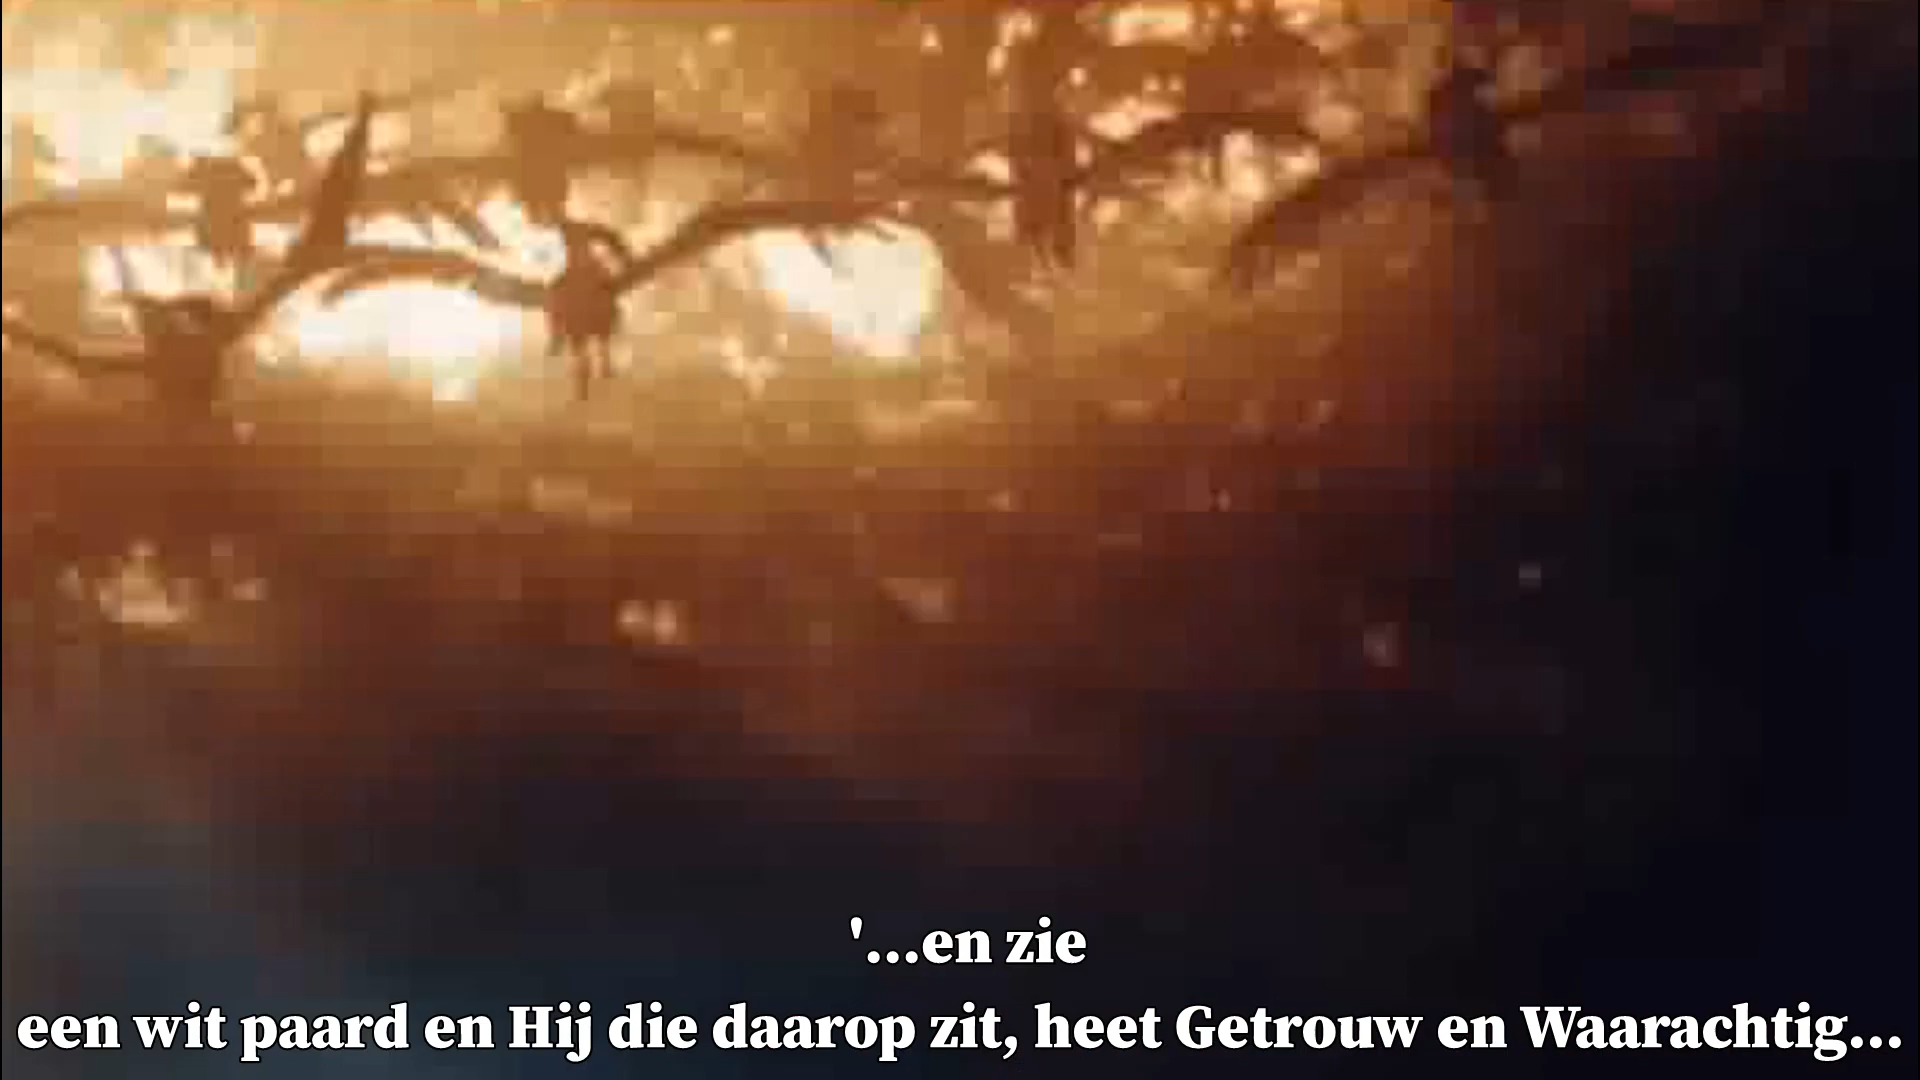 '...en zie
een wit paard en Hij die daarop zit, heet Getrouw en Waarachtig...